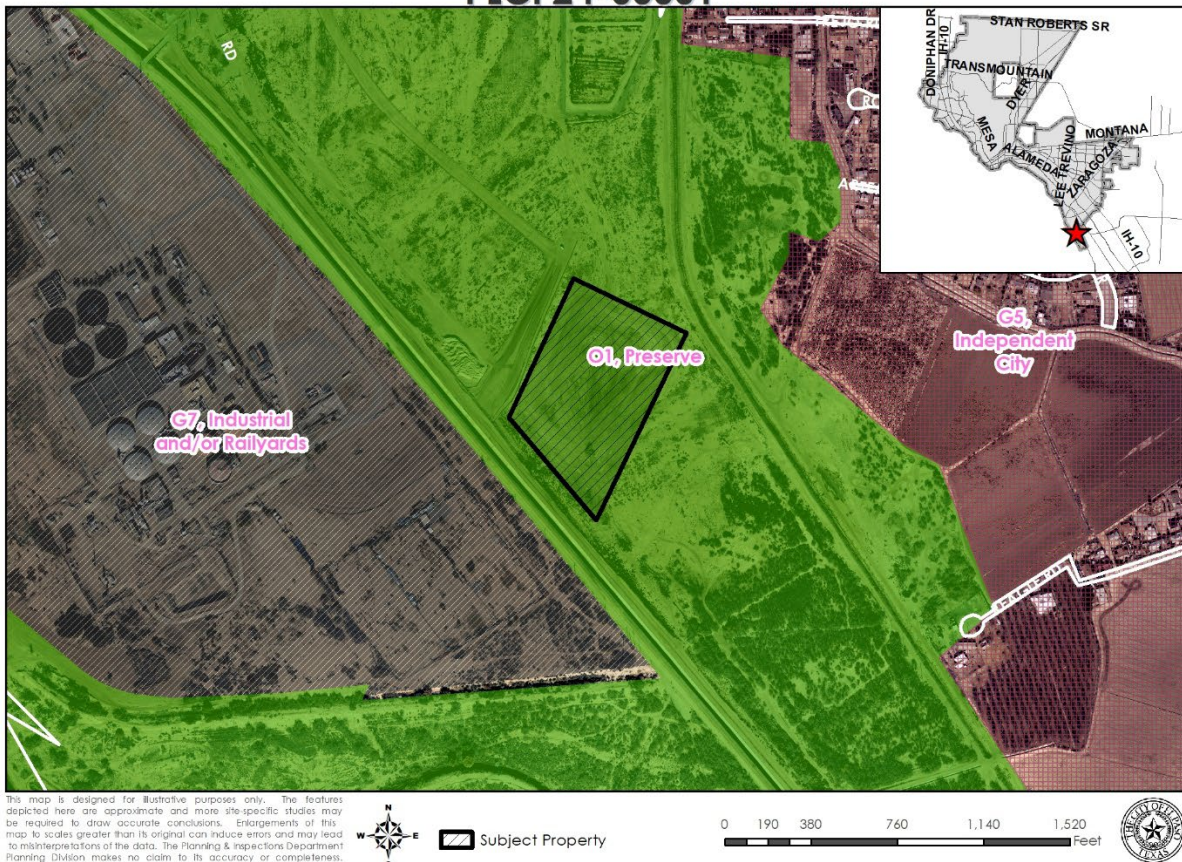 RD
STAN ROBERTS SR
DONIPHAN DR
IH-10
TRANSMOUNTAIN
DYER
MESA
MONTANA
ALAMEDA
LEE TREVINO
ZARAGOZA
IH-10
O1, Preserve
G5,
Independent
City
G7, Industrial
and/or Railyards
EAGLE RD
This map is designed for illustrative purposes only. The features
depicted here are approximate and more site-specific studies may
be required to draw accurate conclusions. Enlargements of this
map to scales greater than its original can induce errors and may lead
to misinterpretations of the data. The Planning & Inspections Department
Planning Division makes no claim to its accuracy or completeness.
N
W E
S
Subject Property
0 190 380 760 1,140 1,520
Feet